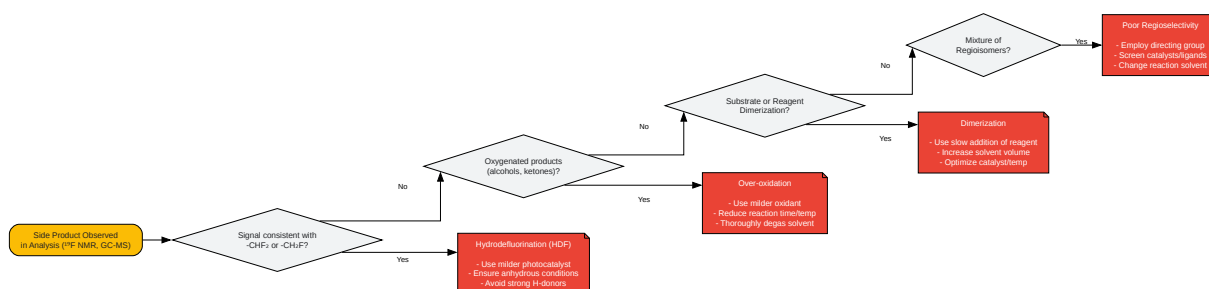 Side Product Observed
in Analysis (¹⁹F NMR, GC-MS)
Signal consistent with
-CHF₂ or -CH₂F?
No
Yes
Hydrodefluorination (HDF)
- Use milder photocatalyst
- Ensure anhydrous conditions
- Avoid strong H-donors
Oxygenated products
(alcohols, ketones)?
No
Yes
Over-oxidation
- Use milder oxidant
- Reduce reaction time/temp
- Thoroughly degas solvent
Substrate or Reagent
Dimerization?
No
Yes
Dimerization
- Use slow addition of reagent
- Increase solvent volume
- Optimize catalyst/temp
Mixture of
Regioisomers?
Yes
Poor Regioselectivity
- Employ directing group
- Screen catalysts/ligands
- Change reaction solvent